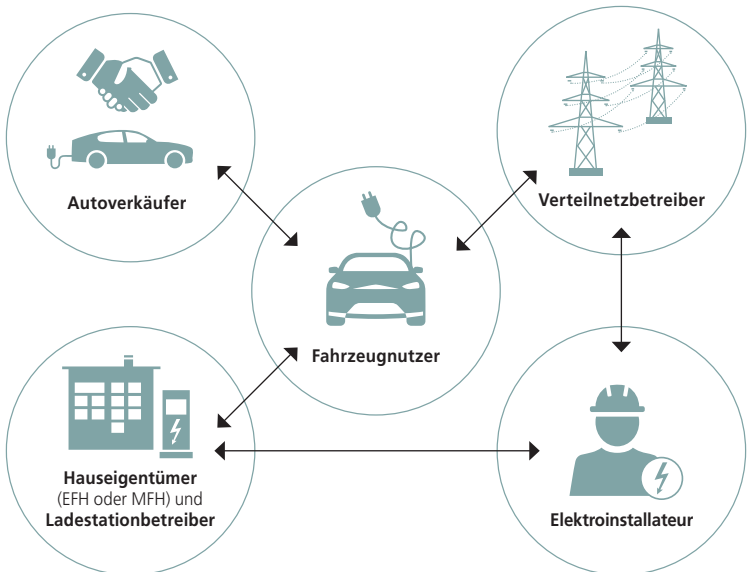 Autoverkäufer
Verteilnetzbetreiber
Fahrzeugnutzer
Hauseigentümer
(EFH oder MFH) und
Ladestationbetreiber
Elektroinstallateur